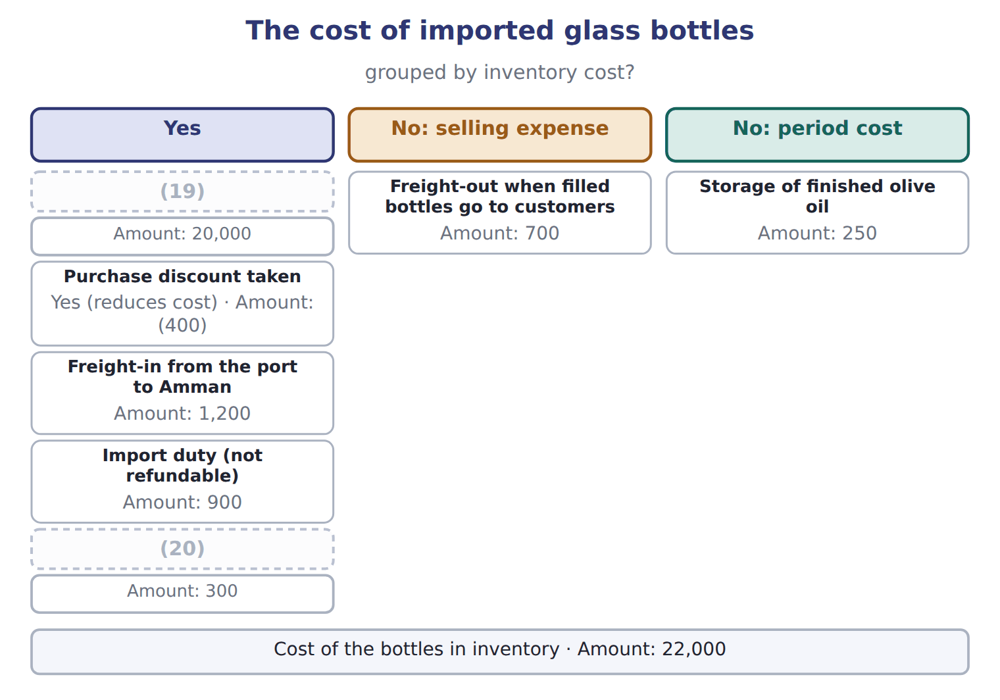 The cost of imported glass bottles
grouped by inventory cost?
Yes
No: selling expense
No: period cost
(19)
Amount: 20,000
Purchase discount taken
Yes (reduces cost) · Amount:
(400)
Freight-in from the port
to Amman
Amount: 1,200
Import duty (not
refundable)
Amount: 900
(20)
Amount: 300
Freight-out when filled
bottles go to customers
Amount: 700
Storage of finished olive
oil
Amount: 250
Cost of the bottles in inventory · Amount: 22,000